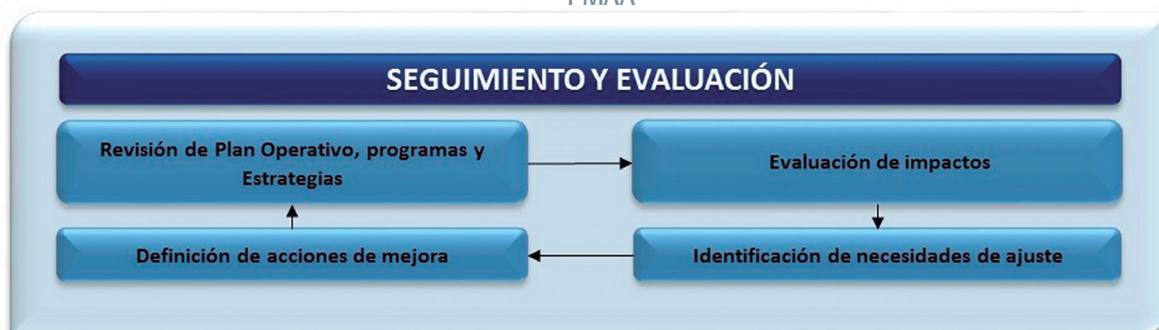 SEGUIMIENTO Y EVALUACIÓN
Revisión de Plan Operativo, programas y
Estrategias
Evaluación de impactos
Definición de acciones de mejora
Identificación de necesidades de ajuste